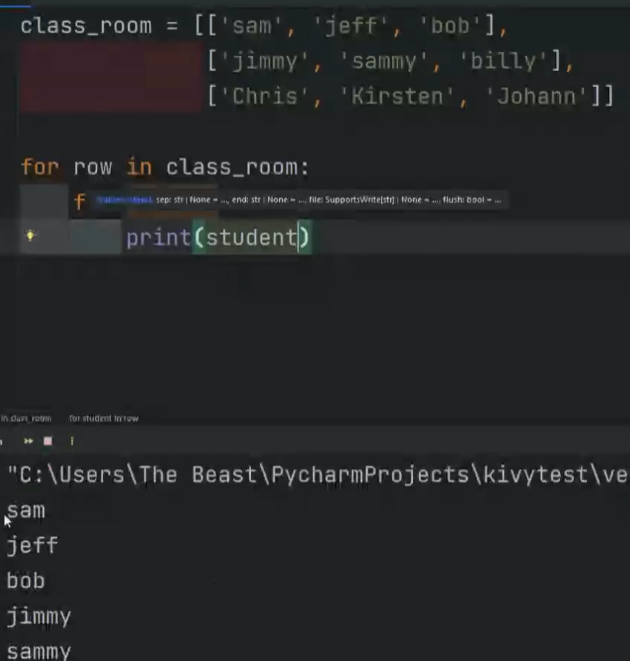 class_room = [['sam', 'jeff', 'bob'],
['jimmy', 'sammy', 'billy'],
['Chris', 'Kirsten', 'Johann']]
for row in class_room:
f
sep: str | None = ..., end: str | None = ..., file: SupportsWrite[str] | None = ..., flush: bool = ...
print(student)
in class_room for student in row
"C:\Users\The Beast\PycharmProjects\kivytest\ve
sam
jeff
bob
jimmy
sammy